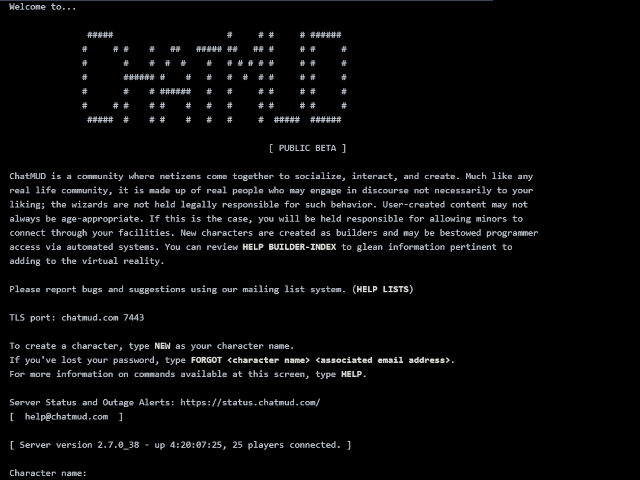 Welcome to...
ChatMUD
[ PUBLIC BETA ]
ChatMUD is a community where netizens come together to socialize, interact, and create. Much like any
real life community, it is made up of real people who may engage in discourse not necessarily to your
liking; the wizards are not held legally responsible for such behavior. User-created content may not
always be age-appropriate. If this is the case, you will be held responsible for allowing minors to
connect through your facilities. New characters are created as builders and may be bestowed programmer
access via automated systems. You can review HELP BUILDER-INDEX to glean information pertinent to
adding to the virtual reality.
Please report bugs and suggestions using our mailing list system. (HELP LISTS)
TLS port: chatmud.com 7443
To create a character, type NEW as your character name.
If you've lost your password, type FORGOT <character name> <associated email address>.
For more information on commands available at this screen, type HELP.
Server Status and Outage Alerts: https://status.chatmud.com/
[  help@chatmud.com  ]
[ Server version 2.7.0_38 - up 4:20:07:25, 25 players connected. ]
Character name: